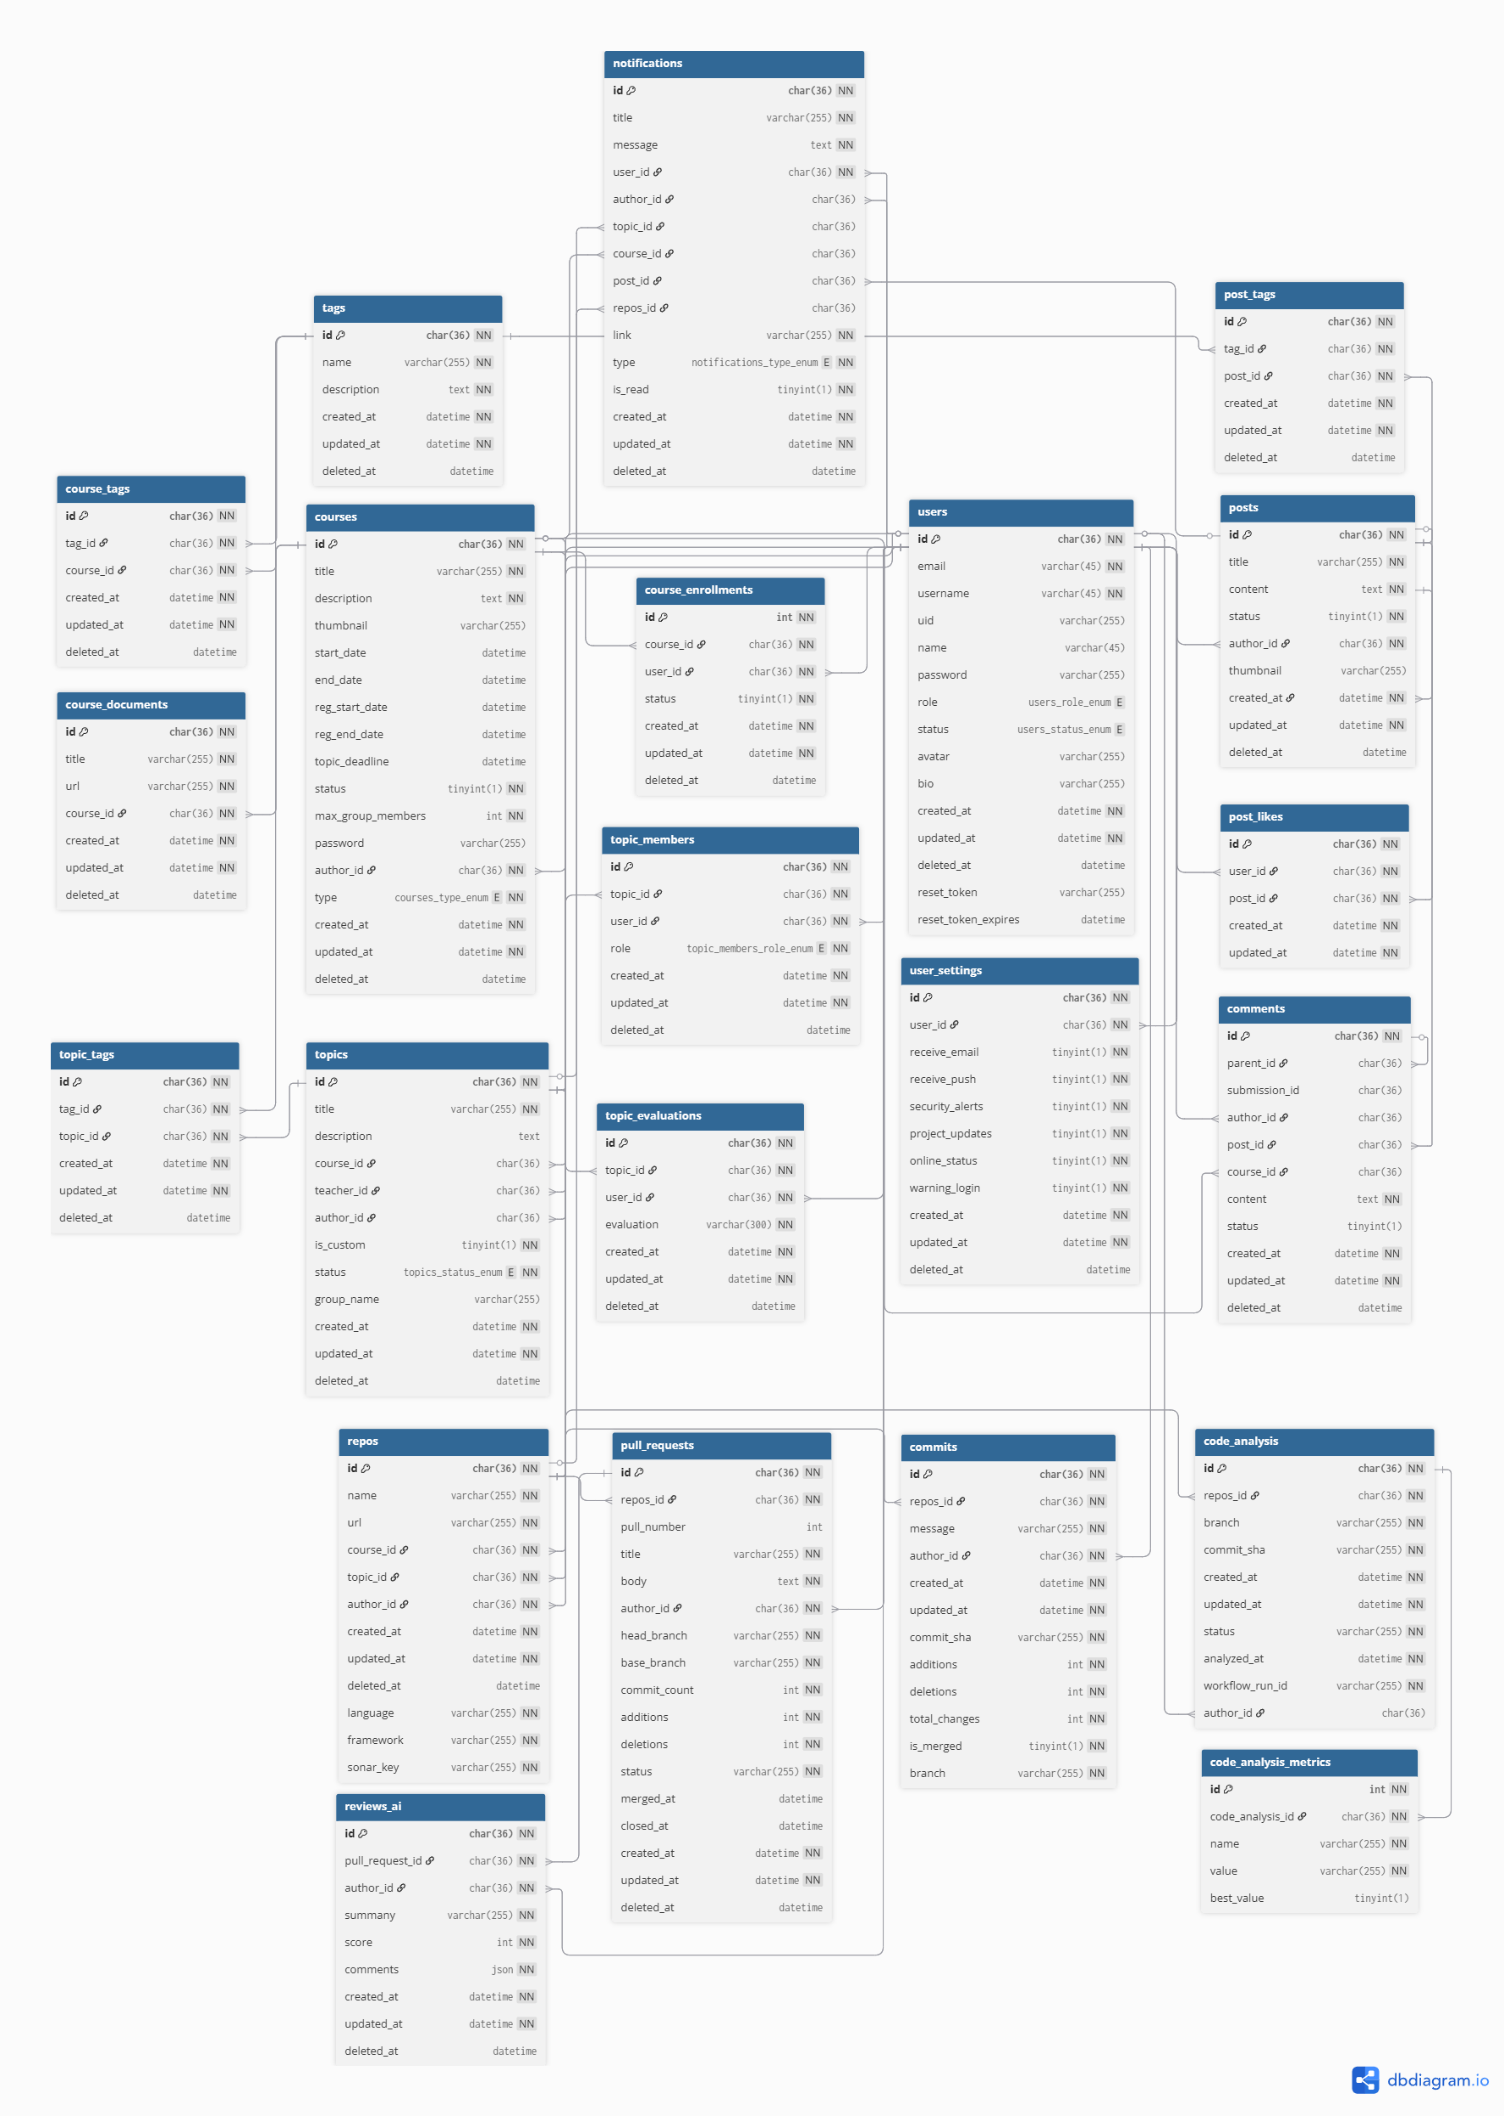 notifications
id char(36) NN
title varchar(255) NN
message text NN
user_id char(36) NN
author_id char(36)
topic_id char(36)
course_id char(36)
post_id char(36)
repos_id char(36)
link varchar(255) NN
type notifications_type_enum E NN
is_read tinyint(1) NN
created_at datetime NN
updated_at datetime NN
deleted_at datetime
tags
id char(36) NN
name varchar(255) NN
description text NN
created_at datetime NN
updated_at datetime NN
deleted_at datetime
post_tags
id char(36) NN
tag_id char(36) NN
post_id char(36) NN
created_at datetime NN
updated_at datetime NN
deleted_at datetime
course_tags
id char(36) NN
tag_id char(36) NN
course_id char(36) NN
created_at datetime NN
updated_at datetime NN
deleted_at datetime
courses
id char(36) NN
title varchar(255) NN
description text NN
thumbnail varchar(255)
start_date datetime
end_date datetime
reg_start_date datetime
reg_end_date datetime
topic_deadline datetime
status tinyint(1) NN
max_group_members int NN
password varchar(255)
author_id char(36) NN
type courses_type_enum E NN
created_at datetime NN
updated_at datetime NN
deleted_at datetime
users
id char(36) NN
email varchar(45) NN
username varchar(45) NN
uid varchar(255)
name varchar(45)
password varchar(255)
role users_role_enum E
status users_status_enum E
avatar varchar(255)
bio varchar(255)
created_at datetime NN
updated_at datetime NN
deleted_at datetime
reset_token varchar(255)
reset_token_expires datetime
posts
id char(36) NN
title varchar(255) NN
content text NN
status tinyint(1) NN
author_id char(36) NN
thumbnail varchar(255)
created_at datetime NN
updated_at datetime NN
deleted_at datetime
course_enrollments
id int NN
course_id char(36) NN
user_id char(36) NN
status tinyint(1) NN
created_at datetime NN
updated_at datetime NN
deleted_at datetime
course_documents
id char(36) NN
title varchar(255) NN
url varchar(255) NN
course_id char(36) NN
created_at datetime NN
updated_at datetime NN
deleted_at datetime
post_likes
id char(36) NN
user_id char(36) NN
post_id char(36) NN
created_at datetime NN
updated_at datetime NN
topic_members
id char(36) NN
topic_id char(36) NN
user_id char(36) NN
role topic_members_role_enum E NN
created_at datetime NN
updated_at datetime NN
deleted_at datetime
user_settings
id char(36) NN
user_id char(36) NN
receive_email tinyint(1) NN
receive_push tinyint(1) NN
security_alerts tinyint(1) NN
project_updates tinyint(1) NN
online_status tinyint(1) NN
warning_login tinyint(1) NN
created_at datetime NN
updated_at datetime NN
deleted_at datetime
comments
id char(36) NN
parent_id char(36)
submission_id char(36)
author_id char(36)
post_id char(36)
course_id char(36)
content text NN
status tinyint(1)
created_at datetime NN
updated_at datetime NN
deleted_at datetime
topic_tags
id char(36) NN
tag_id char(36) NN
topic_id char(36) NN
created_at datetime NN
updated_at datetime NN
deleted_at datetime
topics
id char(36) NN
title varchar(255) NN
description text
course_id char(36)
teacher_id char(36)
author_id char(36)
is_custom tinyint(1) NN
status topics_status_enum E NN
group_name varchar(255)
created_at datetime NN
updated_at datetime NN
deleted_at datetime
topic_evaluations
id char(36) NN
topic_id char(36) NN
user_id char(36) NN
evaluation varchar(300) NN
created_at datetime NN
updated_at datetime NN
deleted_at datetime
repos
id char(36) NN
name varchar(255) NN
url varchar(255) NN
course_id char(36) NN
topic_id char(36) NN
author_id char(36) NN
created_at datetime NN
updated_at datetime NN
deleted_at datetime
language varchar(255) NN
framework varchar(255) NN
sonar_key varchar(255) NN
pull_requests
id char(36) NN
repos_id char(36) NN
pull_number int
title varchar(255) NN
body text NN
author_id char(36) NN
head_branch varchar(255) NN
base_branch varchar(255) NN
commit_count int NN
additions int NN
deletions int NN
status varchar(255) NN
merged_at datetime
closed_at datetime
created_at datetime NN
updated_at datetime NN
deleted_at datetime
commits
id char(36) NN
repos_id char(36) NN
message varchar(255) NN
author_id char(36) NN
created_at datetime NN
updated_at datetime NN
commit_sha varchar(255) NN
additions int NN
deletions int NN
total_changes int NN
is_merged tinyint(1) NN
branch varchar(255) NN
code_analysis
id char(36) NN
repos_id char(36) NN
branch varchar(255) NN
commit_sha varchar(255) NN
created_at datetime NN
updated_at datetime NN
status varchar(255) NN
analyzed_at datetime NN
workflow_run_id varchar(255) NN
author_id char(36)
code_analysis_metrics
id int NN
code_analysis_id char(36) NN
name varchar(255) NN
value varchar(255) NN
best_value tinyint(1)
reviews_ai
id char(36) NN
pull_request_id char(36) NN
author_id char(36) NN
summany varchar(255) NN
score int NN
comments json NN
created_at datetime NN
updated_at datetime NN
deleted_at datetime
dbdiagram.io